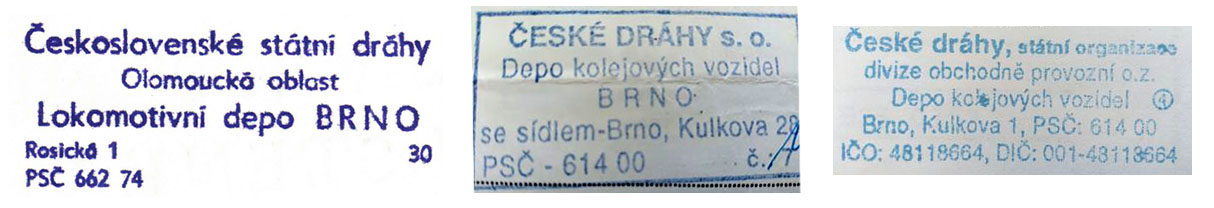 Československé státní dráhy
Olomoucká oblast
Lokomotivní depo BRNO
Rosická 1 30
PSČ 662 74
ČESKÉ DRÁHY s. o.
Depo kolejových vozidel
BRNO
se sídlem-Brno, Kulkova
PSČ - 614 00 č.:
České dráhy, státní organizace
divize obchodně provozní o.z.
Depo kolejových vozidel ④
Brno, Kulkova 1, PSČ: 614 00
IČO: 48118664, DIČ: 001-48118664